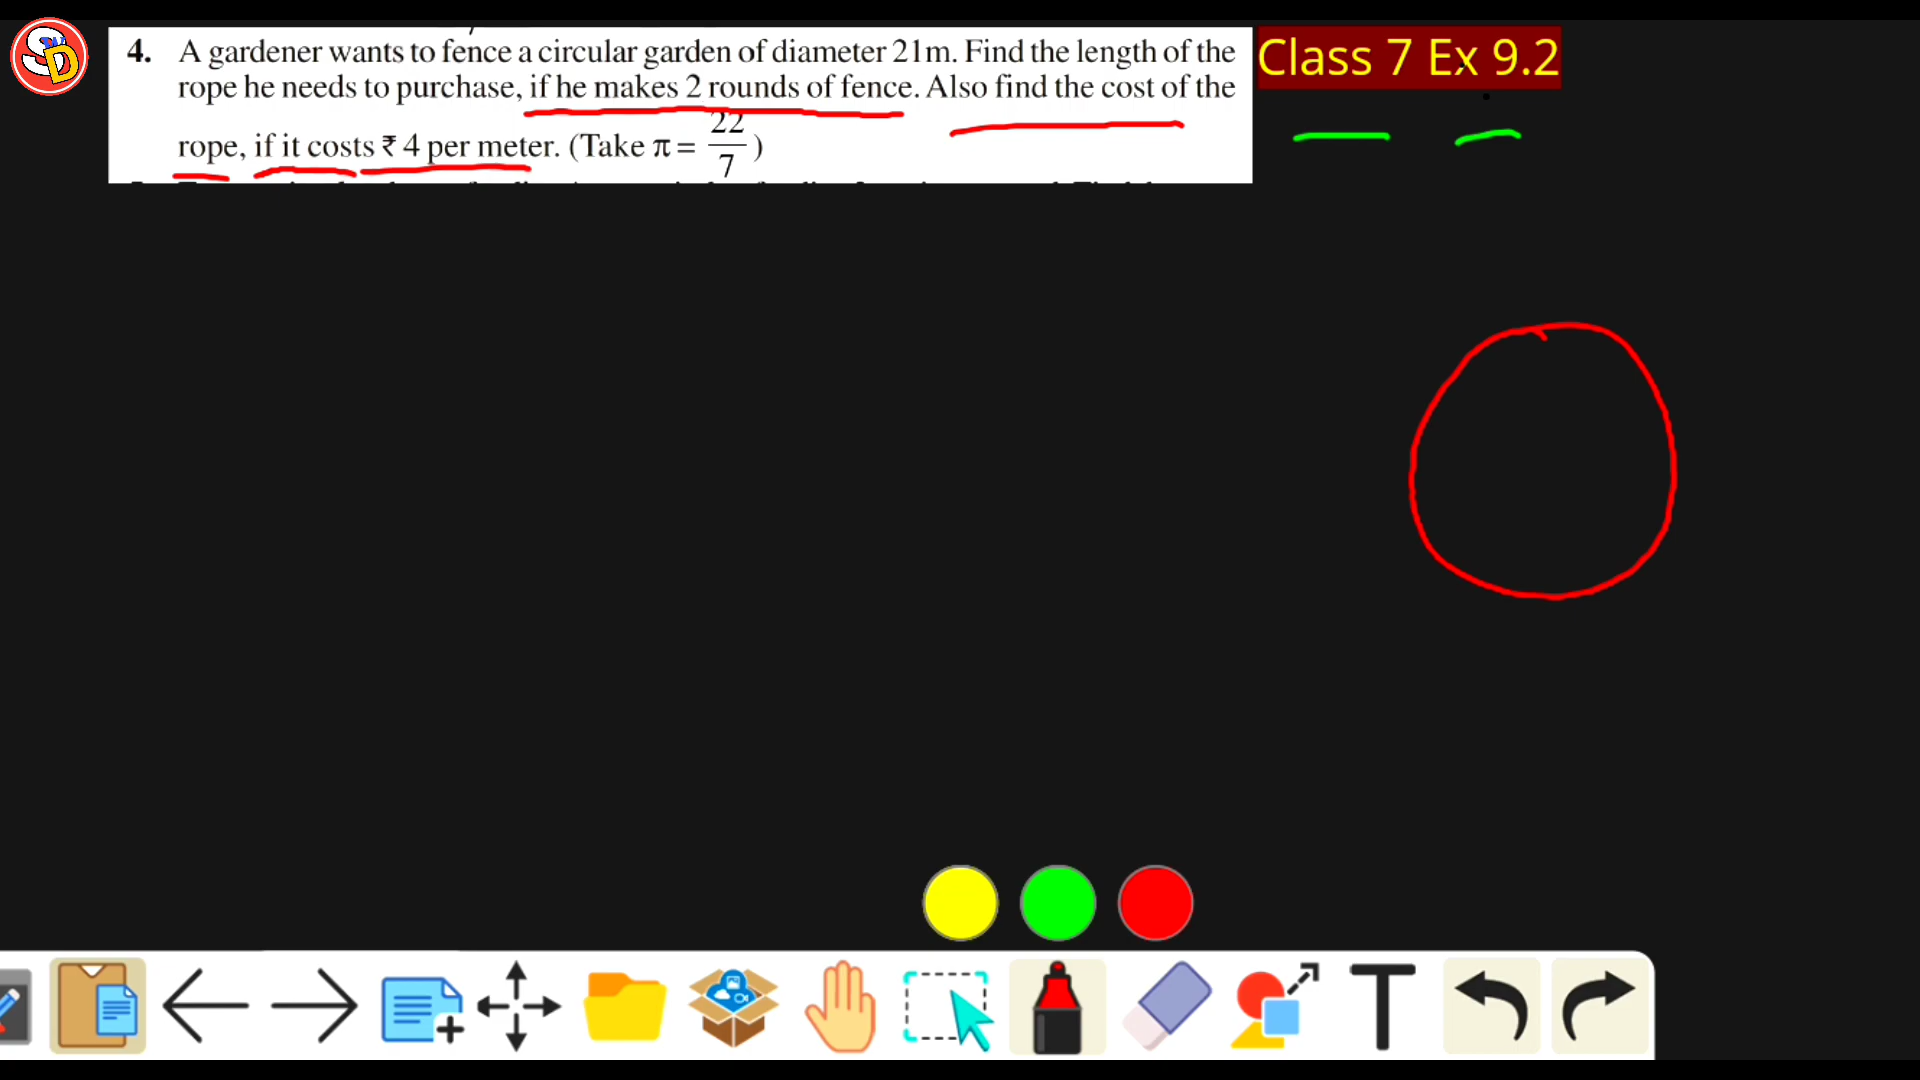 4. A gardener wants to fence a circular garden of diameter 21m. Find the length of the
rope he needs to purchase, if he makes 2 rounds of fence. Also find the cost of the
rope, if it costs ₹ 4 per meter. (Take π = 22/7)
Class 7 Ex 9.2